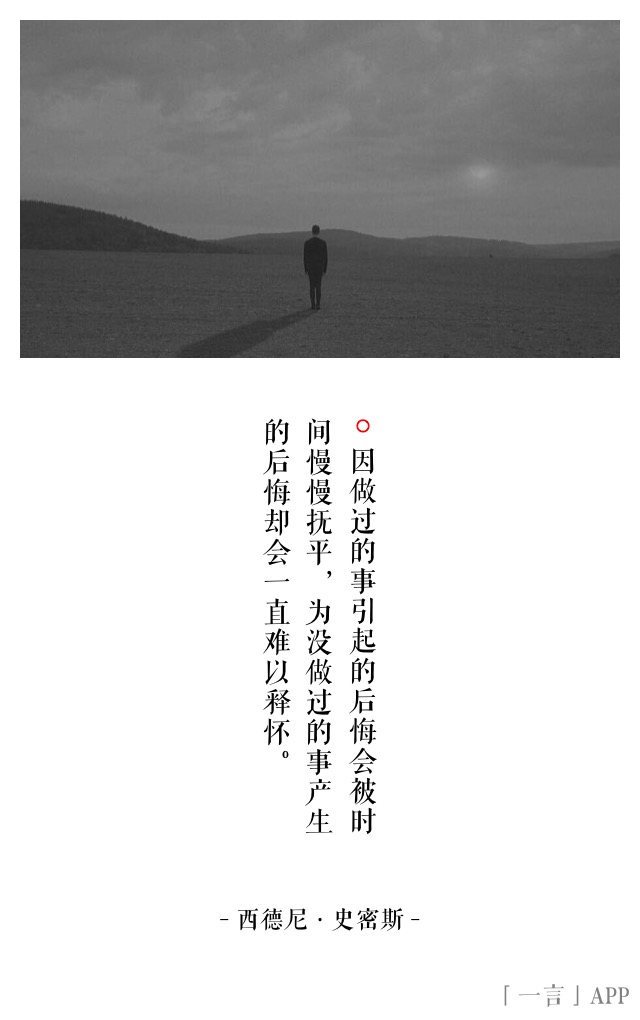 因做过的事引起的后悔会被时
间慢慢抚平，为没做过的事产生
的后悔却会一直难以释怀。
- 西德尼·史密斯 -
「一言」APP